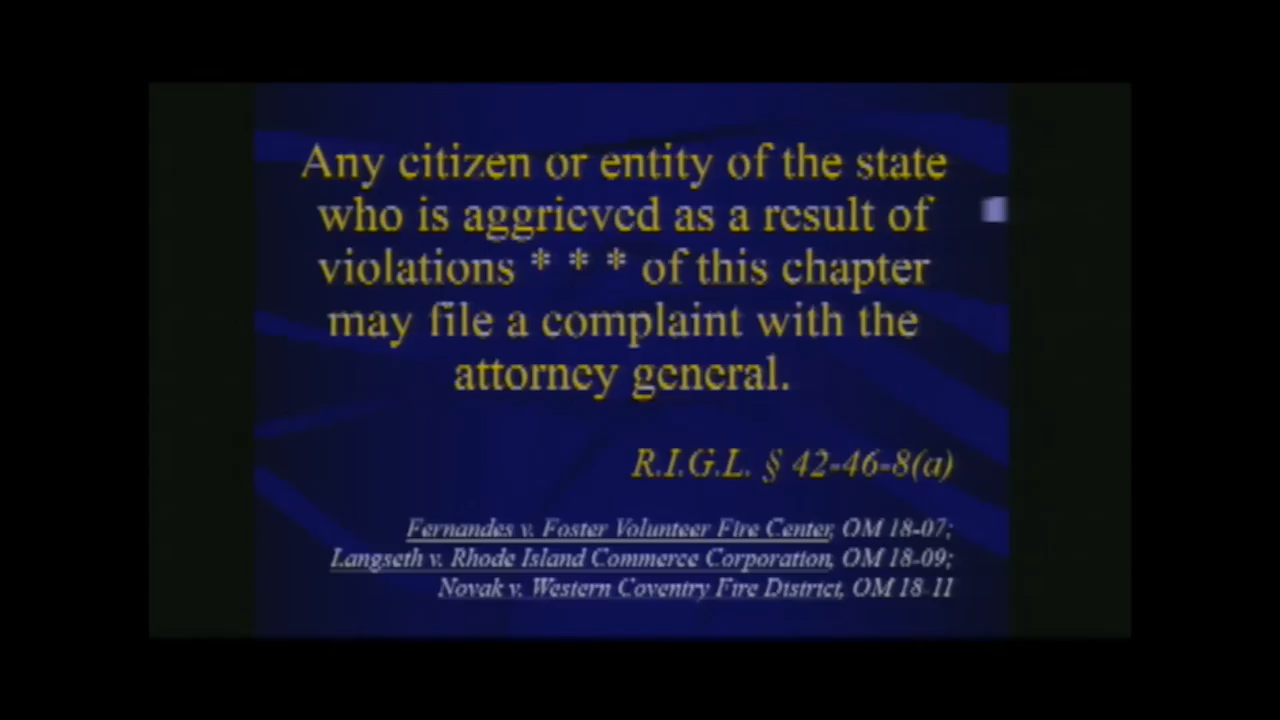 Any citizen or entity of the state
who is aggrieved as a result of
violations * * * of this chapter
may file a complaint with the
attorney general.
R.I.G.L. § 42-46-8(a)
Fernandes v. Foster Volunteer Fire Center, OM 18-07;
Langseth v. Rhode Island Commerce Corporation, OM 18-09;
Novak v. Western Coventry Fire District, OM 18-11